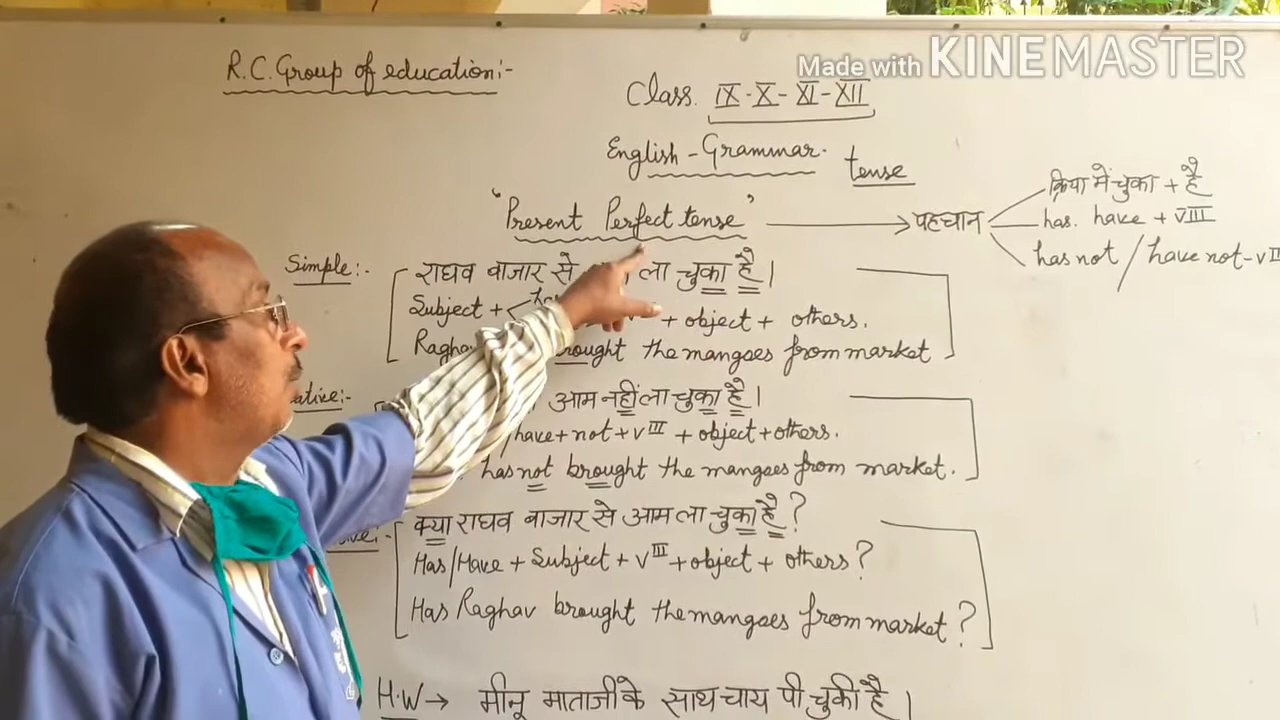 Made with KINEMASTER
R.C. Group of education:-
Class. IX - X - XI - XII
English - Grammar.
tense
"Present Perfect tense"
पहचान
क्रिया में चुका + है
has. have + VIII
has not / have not - V
Simple:-
राघव बाजार से ला चुका है।
Subject + + object + others.
Ragha brought the mangoes from market
ative:-
आम नहीं ला चुका है।
/have + not + VIII + object + others.
has not brought the mangoes from market.
क्या राघव बाजार से आम ला चुका है?
Has/Have + Subject + VIII + object + others?
Has Raghav brought the mangoes from market?
H.W → मीनू माताजी के साथ चाय पी चुकी है।